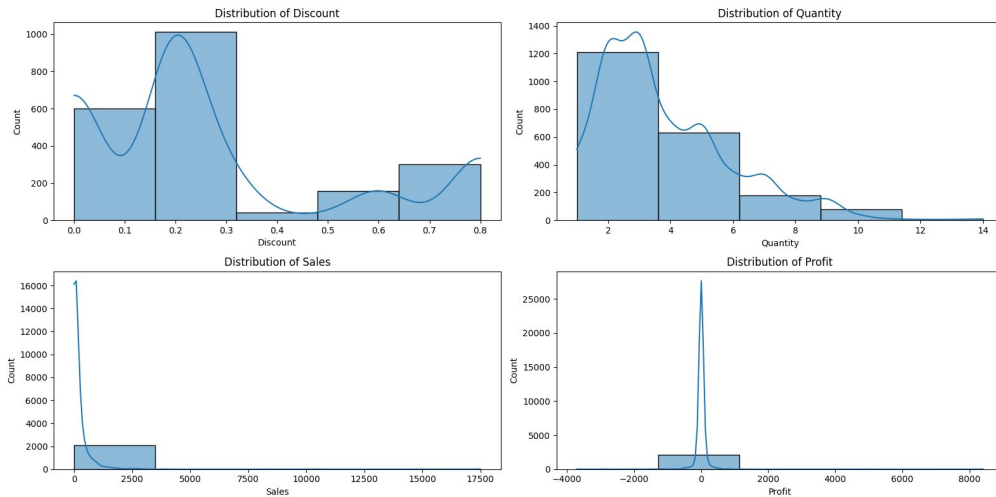 Distribution of Discount
Count
1000
800
600
400
200
0
0.0 0.1 0.2 0.3 0.4 0.5 0.6 0.7 0.8
Discount
Distribution of Quantity
Count
1400
1200
1000
800
600
400
200
0
2 4 6 8 10 12 14
Quantity
Distribution of Sales
Count
16000
14000
12000
10000
8000
6000
4000
2000
0
0 2500 5000 7500 10000 12500 15000 17500
Sales
Distribution of Profit
Count
25000
20000
15000
10000
5000
0
−4000 −2000 0 2000 4000 6000 8000
Profit